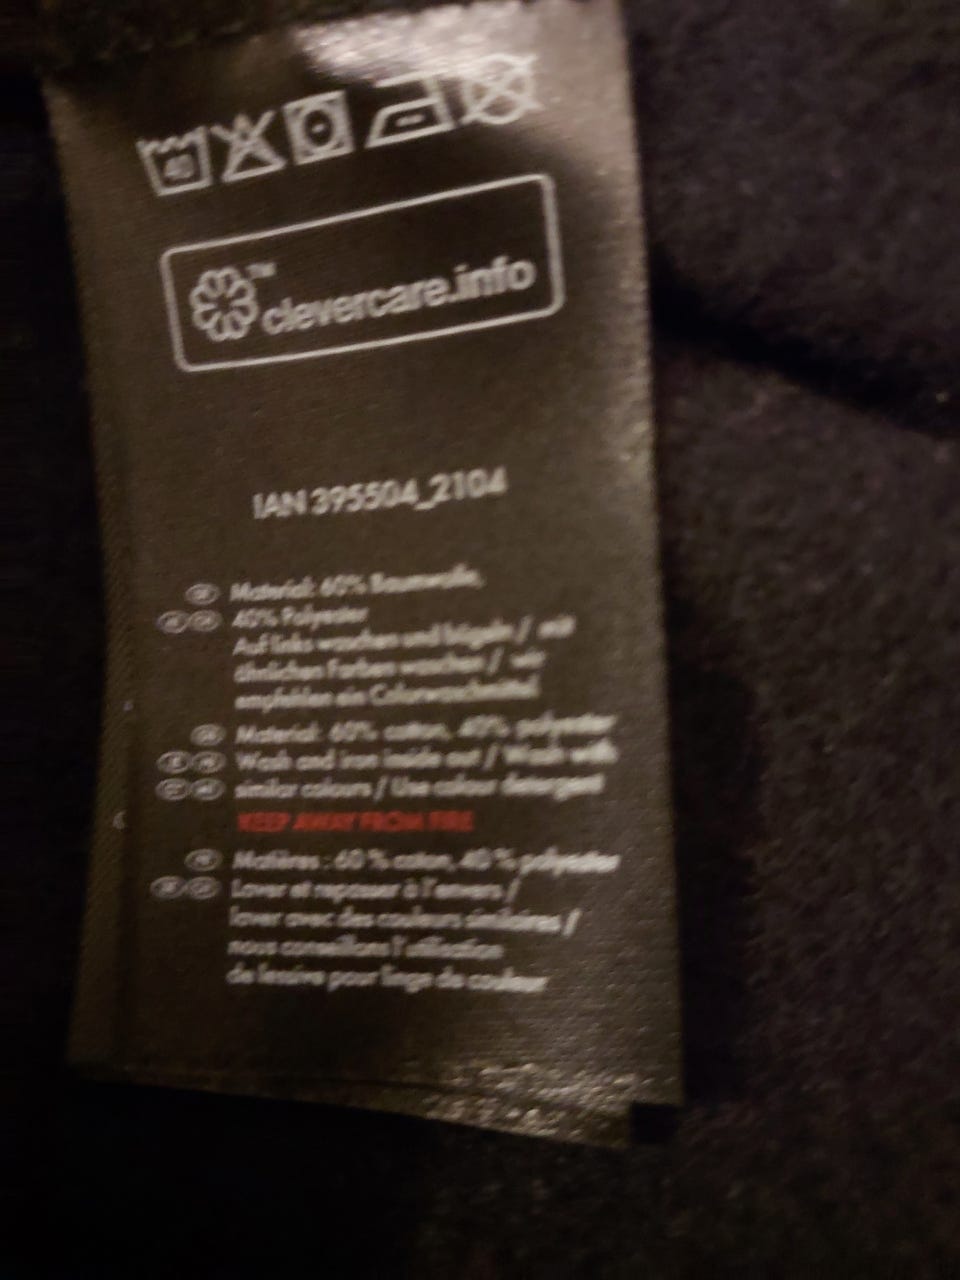 40
™ clevercare.info
IAN 395504_2104
Material: 60% Baumwolle,
40% Polyester
Auf links waschen und bügeln / mit
ähnlichen Farben waschen / wir
empfehlen ein Colorwaschmittel
Material: 60% cotton, 40% polyester
Wash and iron inside out / Wash with
similar colours / Use colour detergent
KEEP AWAY FROM FIRE
Matières : 60 % coton, 40 % polyester
Laver et repasser à l'envers /
laver avec des couleurs similaires /
nous conseillons l'utilisation
de lessive pour linge de couleur